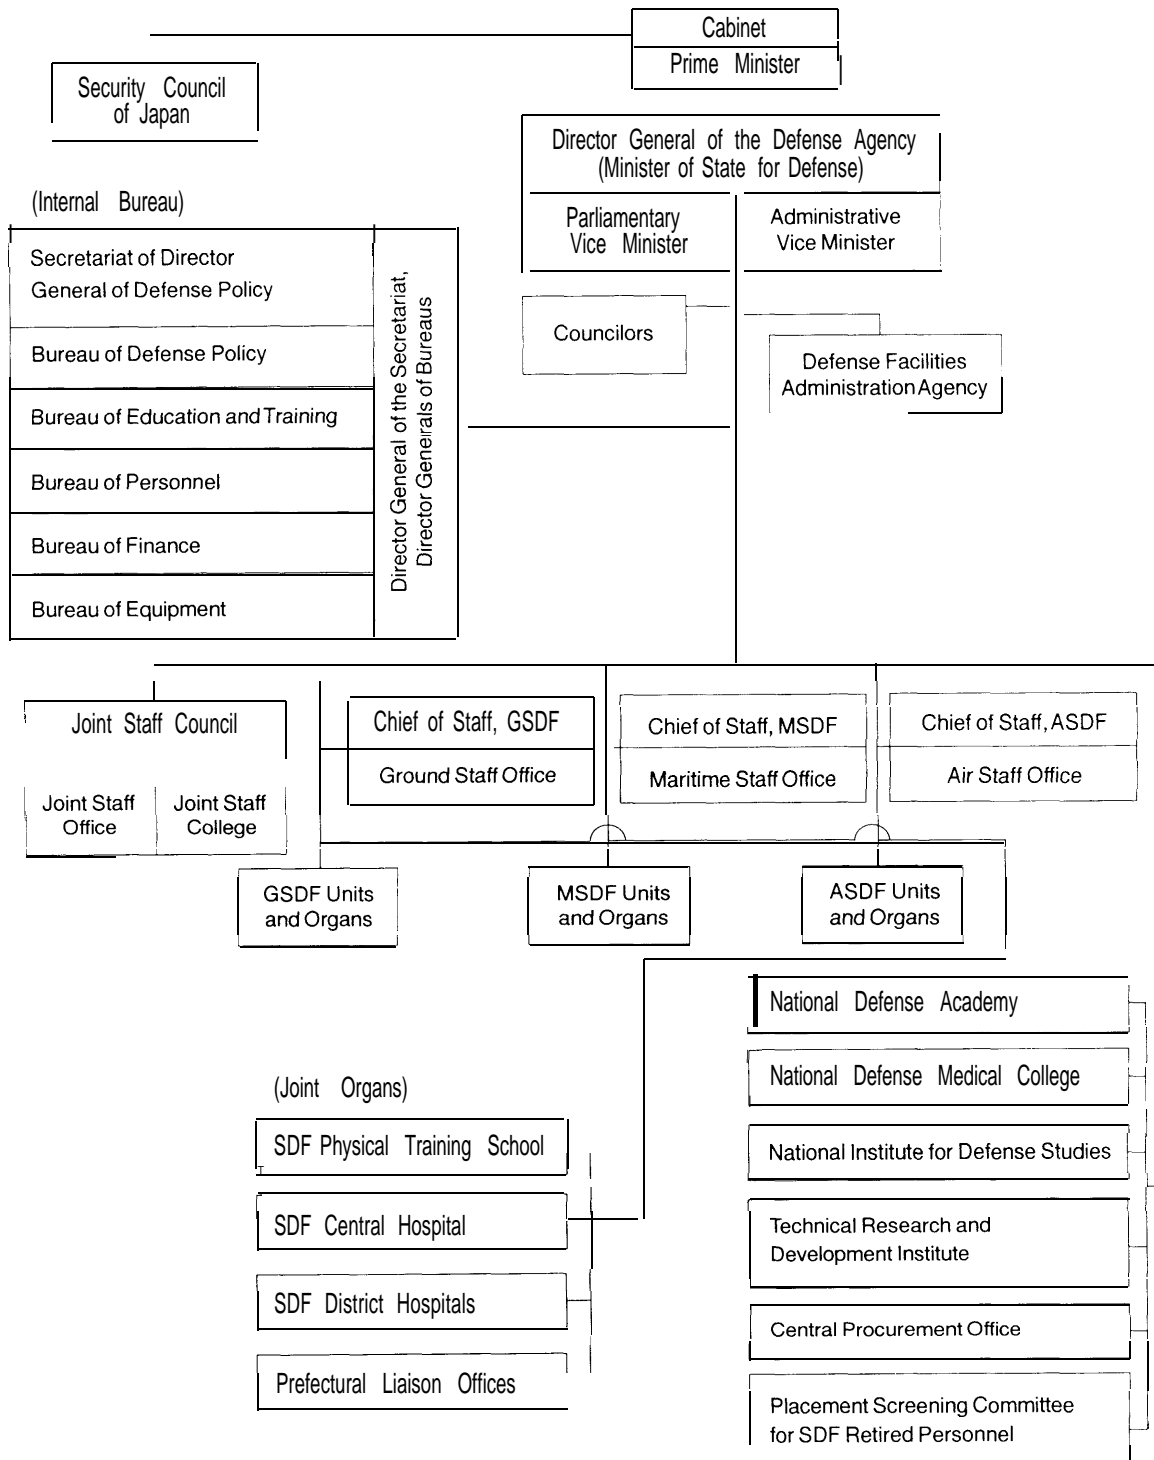 Cabinet
Prime Minister
Security Council
of Japan
Director General of the Defense Agency
(Minister of State for Defense)
Parliamentary
Vice Minister
Administrative
Vice Minister
(Internal Bureau)
Secretariat of Director
General of Defense Policy
Bureau of Defense Policy
Bureau of Education and Training
Bureau of Personnel
Bureau of Finance
Bureau of Equipment
Director General of the Secretariat,
Director Generals of Bureaus
Councilors
Defense Facilities
Administration Agency
Joint Staff Council
Joint Staff
Office
Joint Staff
College
Chief of Staff, GSDF
Ground Staff Office
Chief of Staff, MSDF
Maritime Staff Office
Chief of Staff, ASDF
Air Staff Office
GSDF Units
and Organs
MSDF Units
and Organs
ASDF Units
and Organs
(Joint Organs)
SDF Physical Training School
SDF Central Hospital
SDF District Hospitals
Prefectural Liaison Offices
National Defense Academy
National Defense Medical College
National Institute for Defense Studies
Technical Research and
Development Institute
Central Procurement Office
Placement Screening Committee
for SDF Retired Personnel